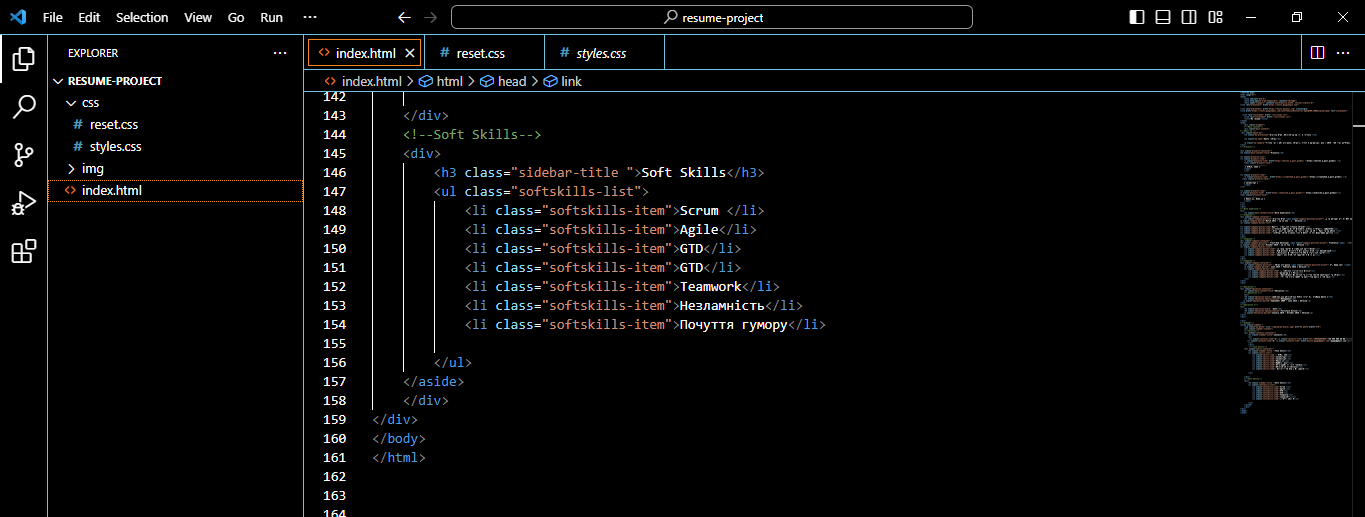 File Edit Selection View Go Run ···
resume-project
EXPLORER ···
RESUME-PROJECT
css
# reset.css
# styles.css
img
<> index.html
<> index.html
# reset.css
# styles.css
···
<> index.html > html > head > link
142
143 </div>
144 <!--Soft Skills-->
145 <div>
146 <h3 class="sidebar-title ">Soft Skills</h3>
147 <ul class="softskills-list">
148 <li class="softskills-item">Scrum </li>
149 <li class="softskills-item">Agile</li>
150 <li class="softskills-item">GTD</li>
151 <li class="softskills-item">GTD</li>
152 <li class="softskills-item">Teamwork</li>
153 <li class="softskills-item">Незламність</li>
154 <li class="softskills-item">Почуття гумору</li>
155
156 </ul>
157 </aside>
158 </div>
159 </div>
160 </body>
161 </html>
162
163
164